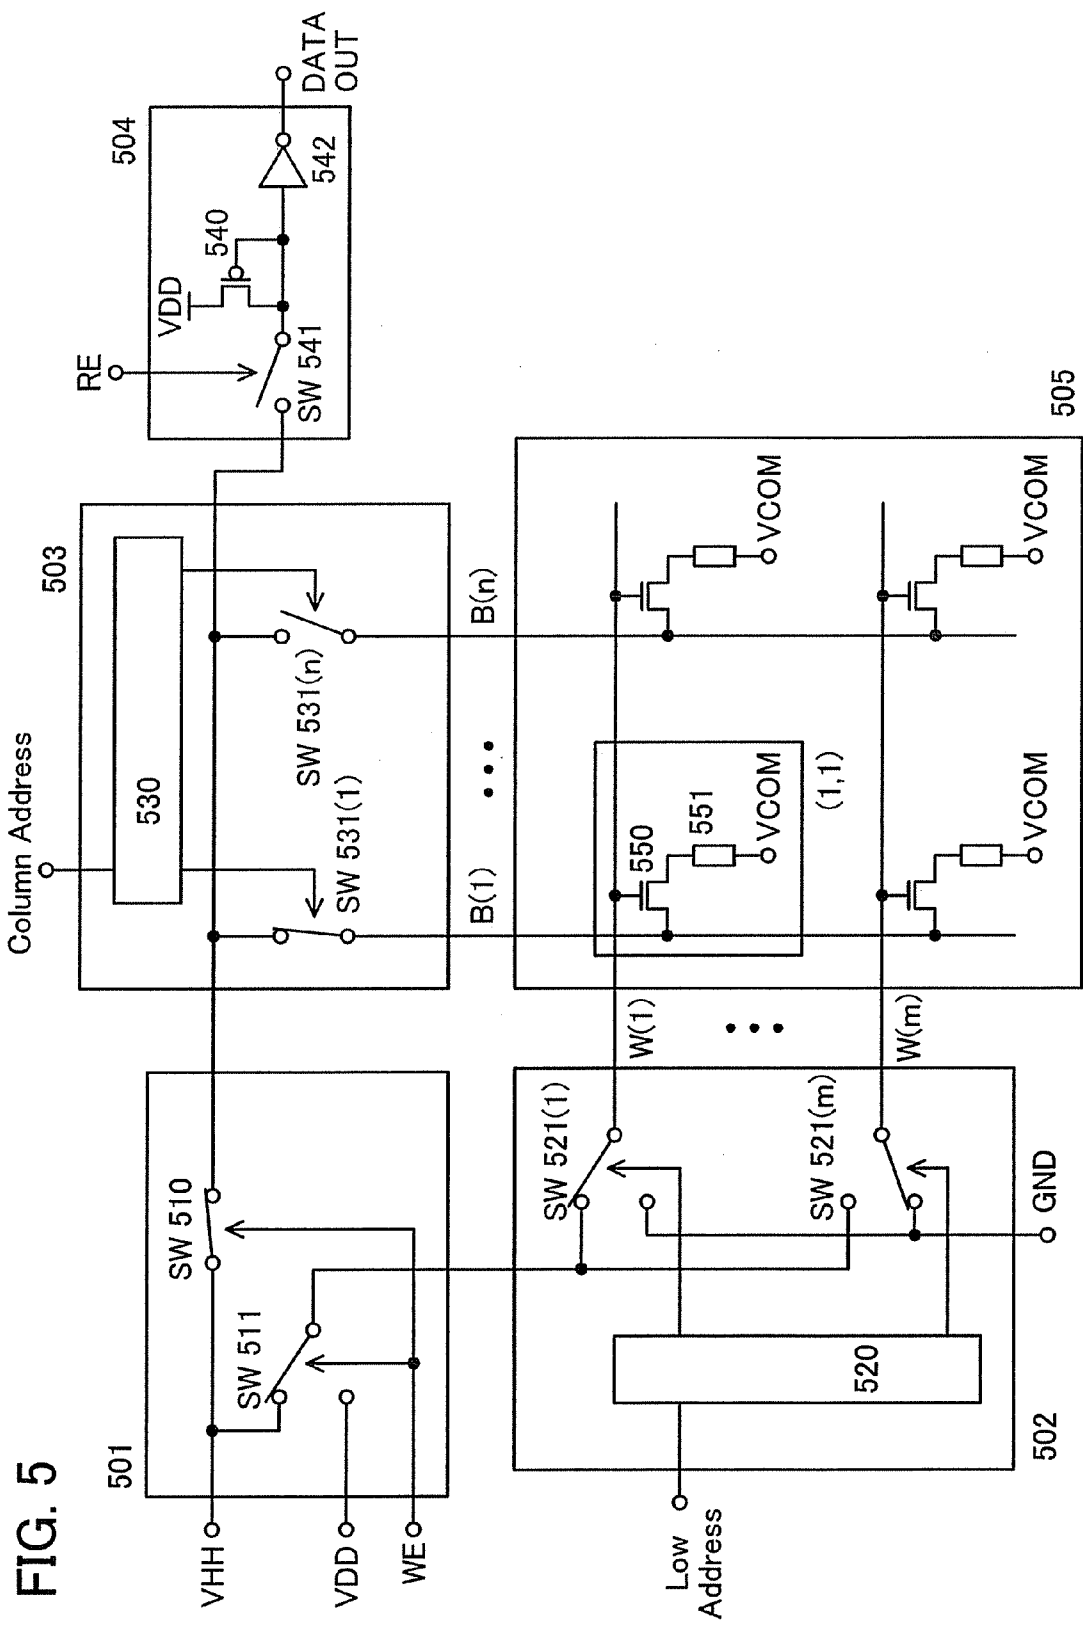 FIG. 5
501
VHH
VDD
WE
SW 510
SW 511
Column Address
503
530
SW 531(1)
SW 531(n)
504
RE
VDD
540
SW 541
542
DATA
OUT
B(1)
B(n)
502
Low
Address
520
SW 521(1)
SW 521(m)
GND
W(1)
W(m)
505
550
551
VCOM
(1,1)
VCOM
VCOM
VCOM